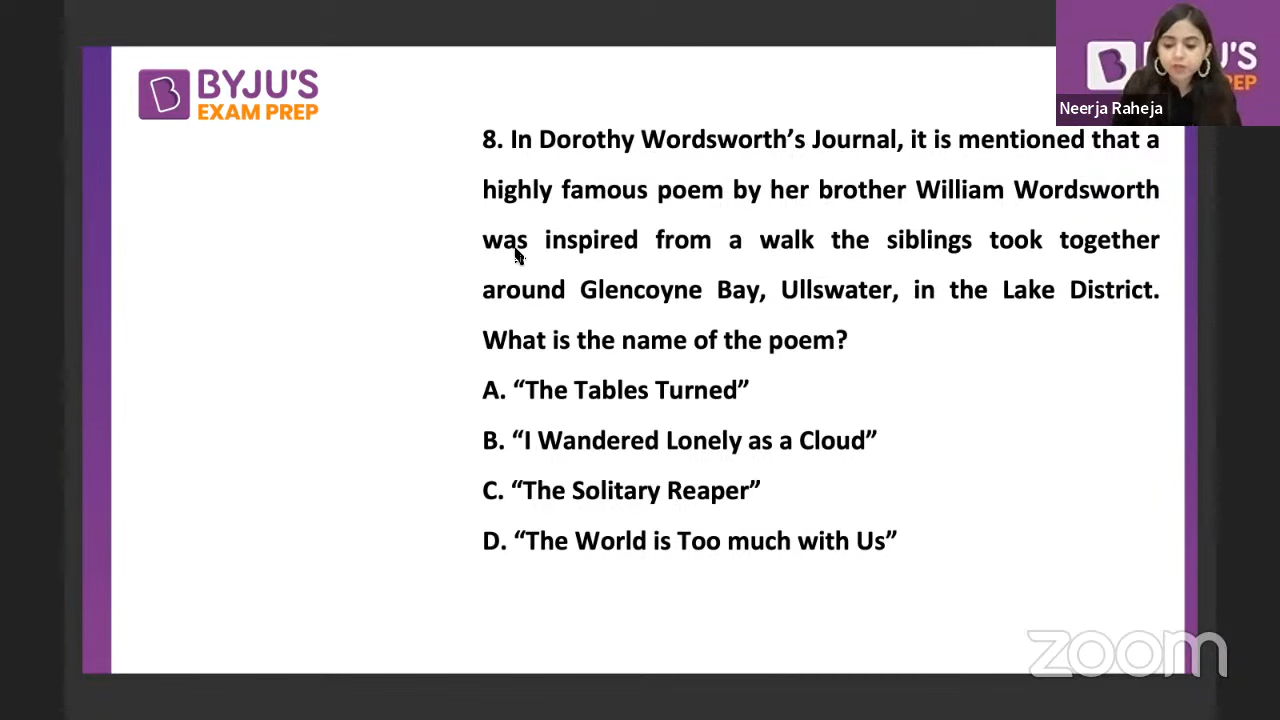 BYJU'S
EXAM PREP
Neerja Raheja
8. In Dorothy Wordsworth’s Journal, it is mentioned that a
highly famous poem by her brother William Wordsworth
was inspired from a walk the siblings took together
around Glencoyne Bay, Ullswater, in the Lake District.
What is the name of the poem?
A. “The Tables Turned”
B. “I Wandered Lonely as a Cloud”
C. “The Solitary Reaper”
D. “The World is Too much with Us”
zoom